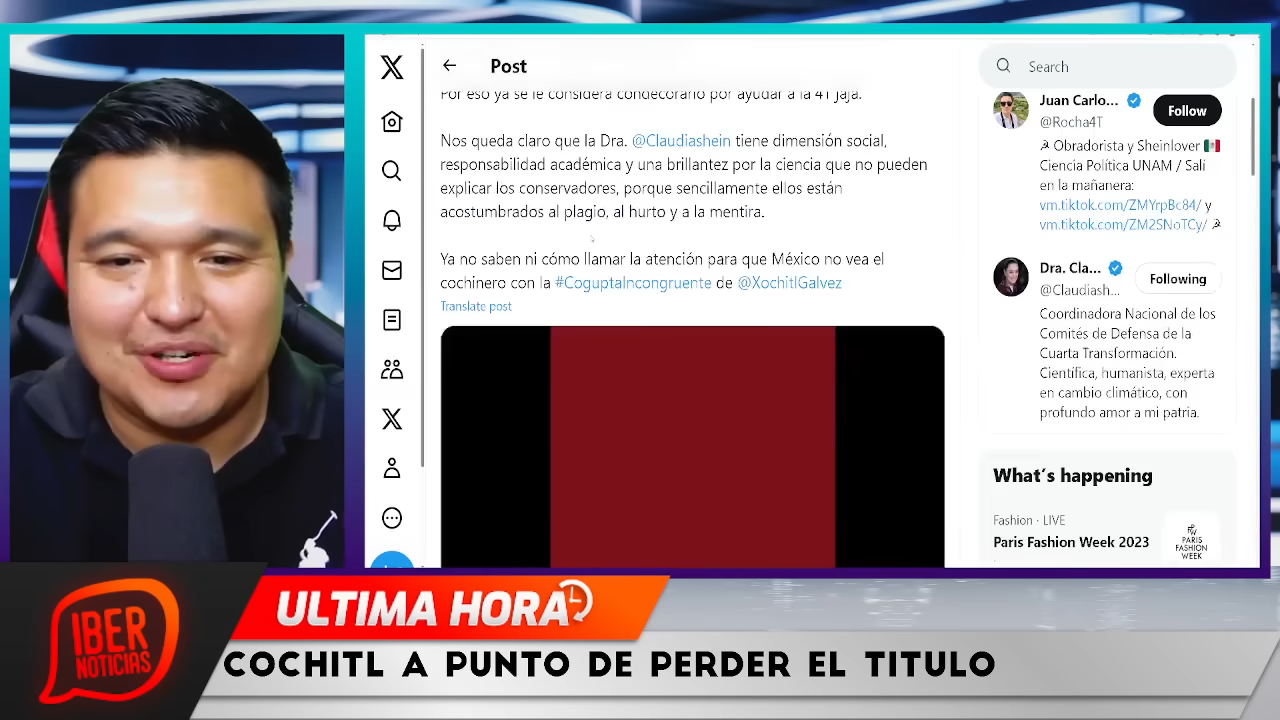 Post
Por eso ya se le considera condecorarlo por ayudar a la 4T jaja.
Nos queda claro que la Dra. @Claudiashein tiene dimensión social,
responsabilidad académica y una brillantez por la ciencia que no pueden
explicar los conservadores, porque sencillamente ellos están
acostumbrados al plagio, al hurto y a la mentira.
Ya no saben ni cómo llamar la atención para que México no vea el
cochinero con la #CoguptaIncongruente de @XochitlGalvez
Translate post
Search
Juan Carlo...
Follow
@Rocha4T
Obradorista y Sheinlover
Ciencia Política UNAM / Salí
en la mañanera:
vm.tiktok.com/ZMYrpBc84/ y
vm.tiktok.com/ZM2SNoTCy/
Dra. Cla...
Following
@Claudiash...
Coordinadora Nacional de los
Comités de Defensa de la
Cuarta Transformación.
Científica, humanista, experta
en cambio climático, con
profundo amor a mi patria.
What's happening
Fashion · LIVE
Paris Fashion Week 2023
PARIS
FASHION
WEEK
IBER
NOTICIAS
ULTIMA HORA
COCHITL A PUNTO DE PERDER EL TITULO